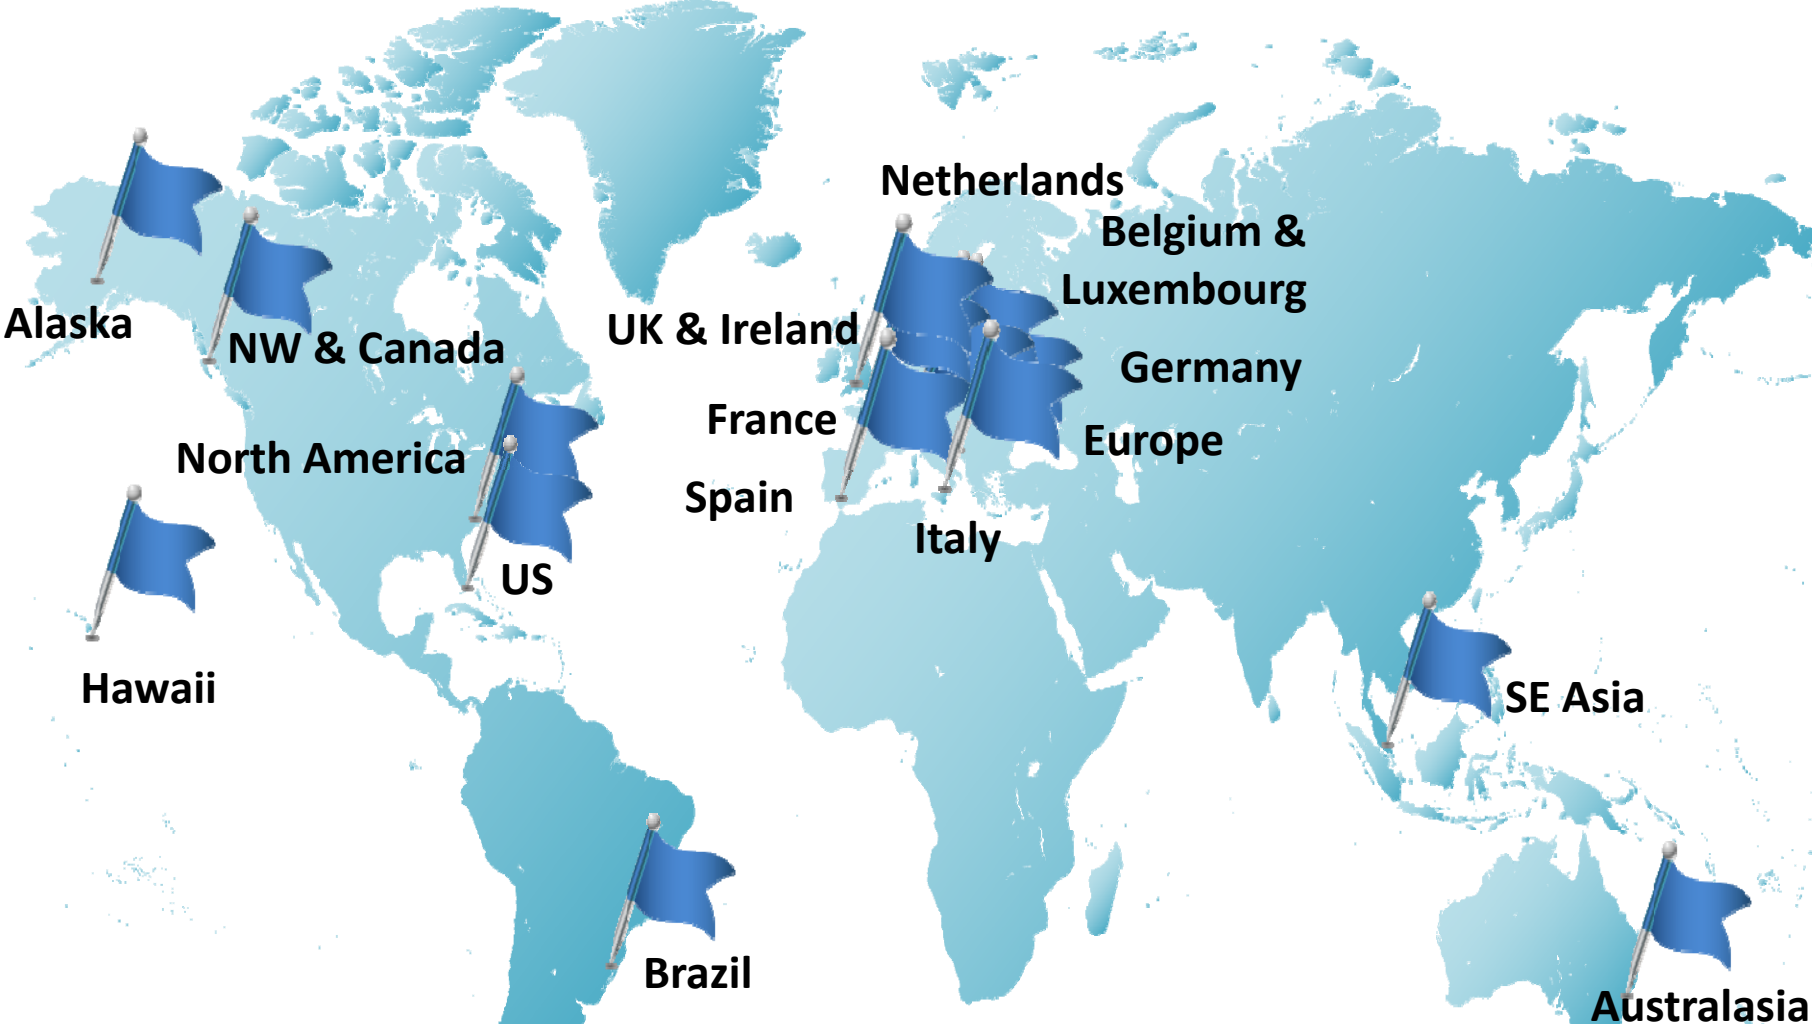 Netherlands
Belgium &
Luxembourg
Alaska
NW & Canada
UK & Ireland
Germany
France
Europe
North America
Spain
Italy
US
Hawaii
SE Asia
Brazil
Australasia